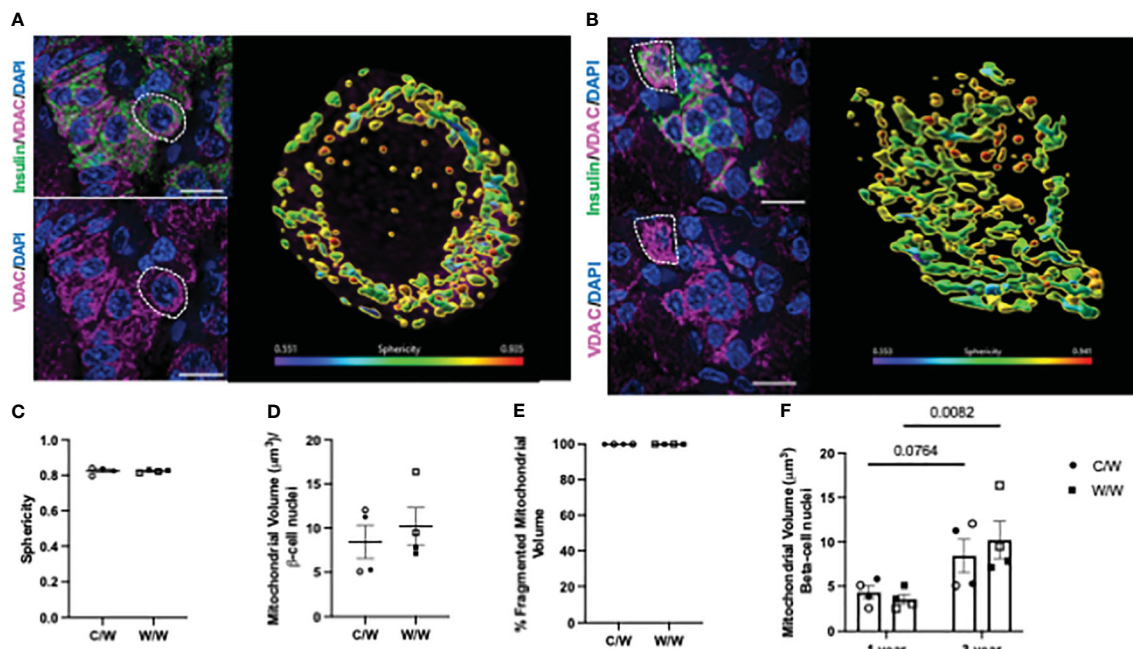 A
B
Insulin/VDAC/DAPI
VDAC/DAPI
0.551 Sphericity 0.935
Insulin/VDAC/DAPI
VDAC/DAPI
0.553 Sphericity 0.941
C
D
E
F
Sphericity
1.0
0.8
0.6
0.4
0.2
0.0
C/W W/W
Mitochondrial Volume (µm³)/
β-cell nuclei
20
15
10
5
0
C/W W/W
% Fragmented Mitochondrial
Volume
100
80
60
40
20
0
C/W W/W
Mitochondrial Volume (µm³)
Beta-cell nuclei
20
15
10
5
0
0.0082
0.0764
C/W
W/W